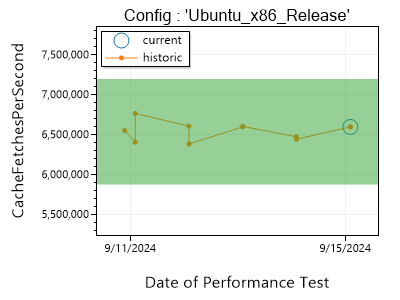 Config : 'Ubuntu_x86_Release'
current
historic
CacheFetchesPerSecond
7,500,000
7,000,000
6,500,000
6,000,000
5,500,000
9/11/2024
9/15/2024
Date of Performance Test